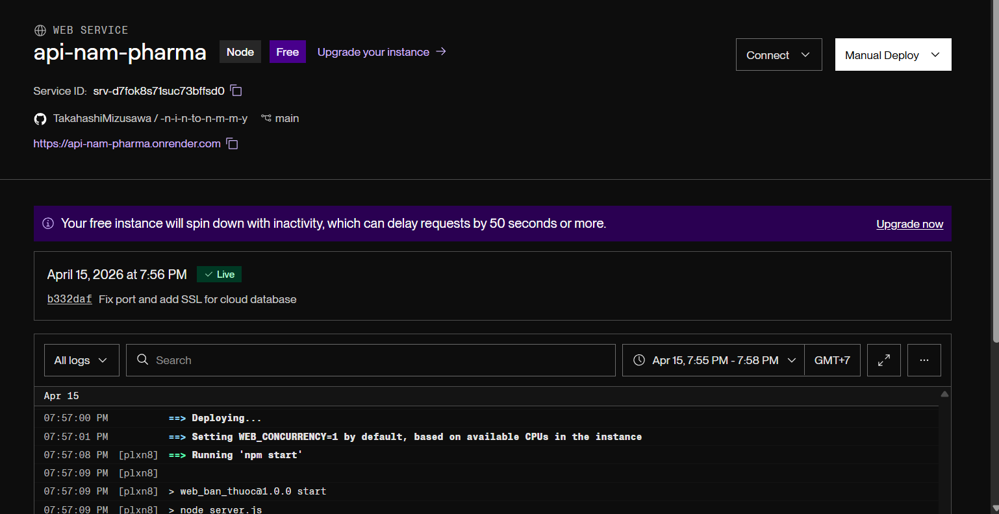 WEB SERVICE
api-nam-pharma Node Free Upgrade your instance → Connect Manual Deploy
Service ID: srv-d7fok8s71suc73bffsd0
TakahashiMizusawa / -n-i-n-to-n-m-m-y main
https://api-nam-pharma.onrender.com
Your free instance will spin down with inactivity, which can delay requests by 50 seconds or more. Upgrade now
April 15, 2026 at 7:56 PM ✓ Live
b332daf Fix port and add SSL for cloud database
All logs Search Apr 15, 7:55 PM - 7:58 PM GMT+7 ...
Apr 15
07:57:00 PM ==> Deploying...
07:57:01 PM ==> Setting WEB_CONCURRENCY=1 by default, based on available CPUs in the instance
07:57:08 PM [plxn8] ==> Running 'npm start'
07:57:09 PM [plxn8]
07:57:09 PM [plxn8] > web_ban_thuoc@1.0.0 start
07:57:09 PM [plxn8] > node server.js